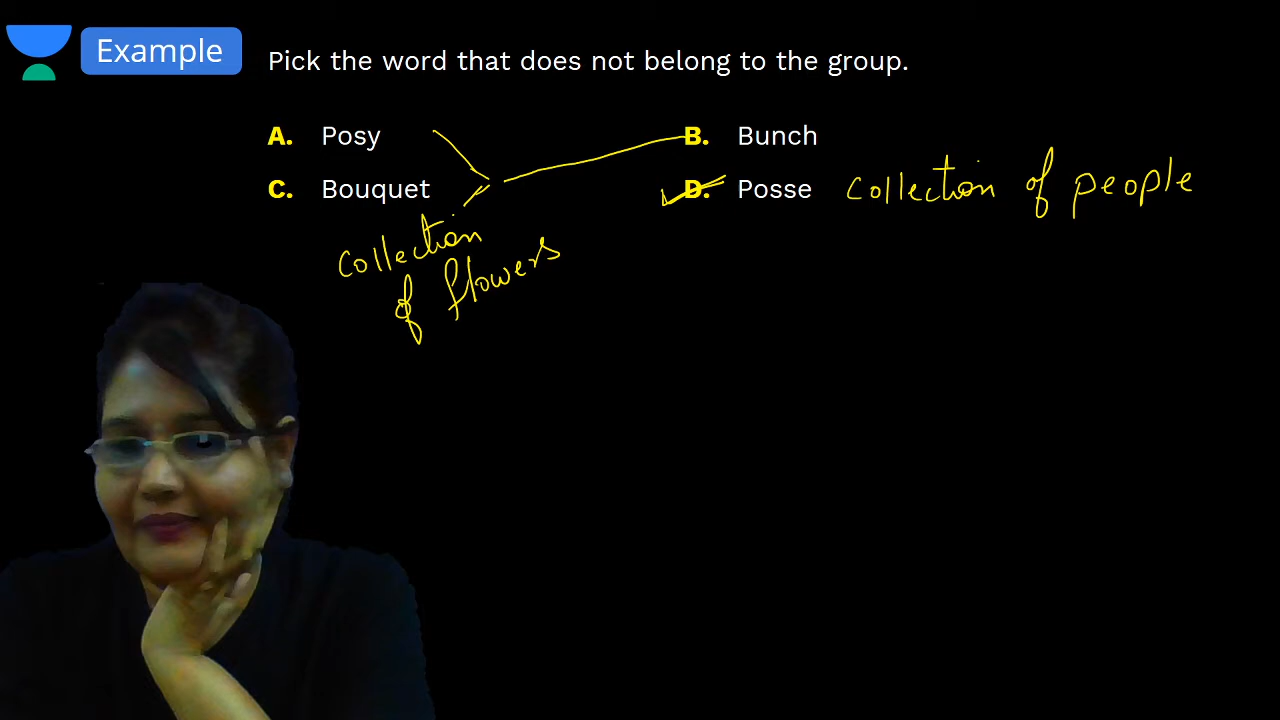 Example
Pick the word that does not belong to the group.
A. Posy
B. Bunch
C. Bouquet
D. Posse
collection of people
collection
of flowers